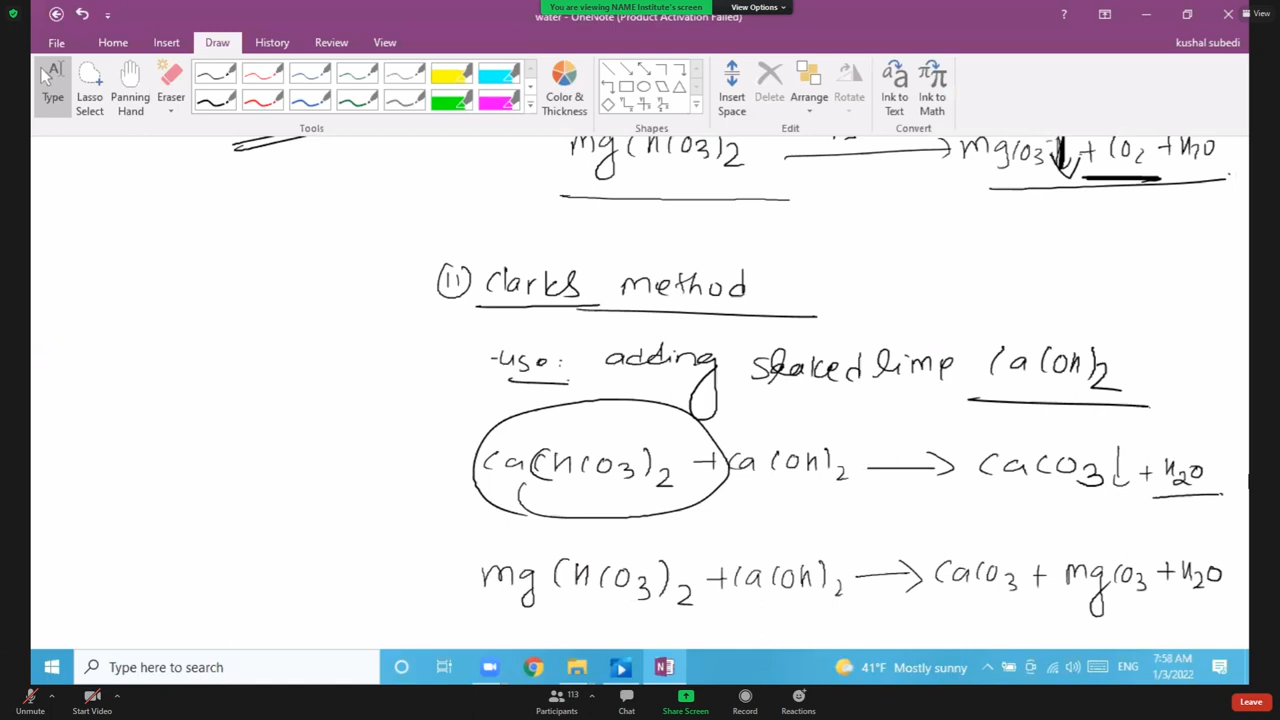 You are viewing NAME Institute's screen View Options
water - OneNote (Product Activation Failed)
View
File Home Insert Draw History Review View kushal subedi
Type Lasso Select Panning Hand Eraser Color & Thickness Insert Space Delete Arrange Rotate Ink to Text Ink to Math
Tools Shapes Edit Convert
mg(HCO3)2 → mgCO3↓ + CO2 + H2O
(11) Clarks method
-use: adding slaked lime Ca(OH)2
Ca(HCO3)2 + Ca(OH)2 → CaCO3↓ + H2O
mg(HCO3)2 + Ca(OH)2 → CaCO3 + mgCO3 + H2O
Type here to search 41°F Mostly sunny ENG 7:58 AM
1/3/2022
113
Unmute Start Video Participants Chat Share Screen Record Reactions Leave